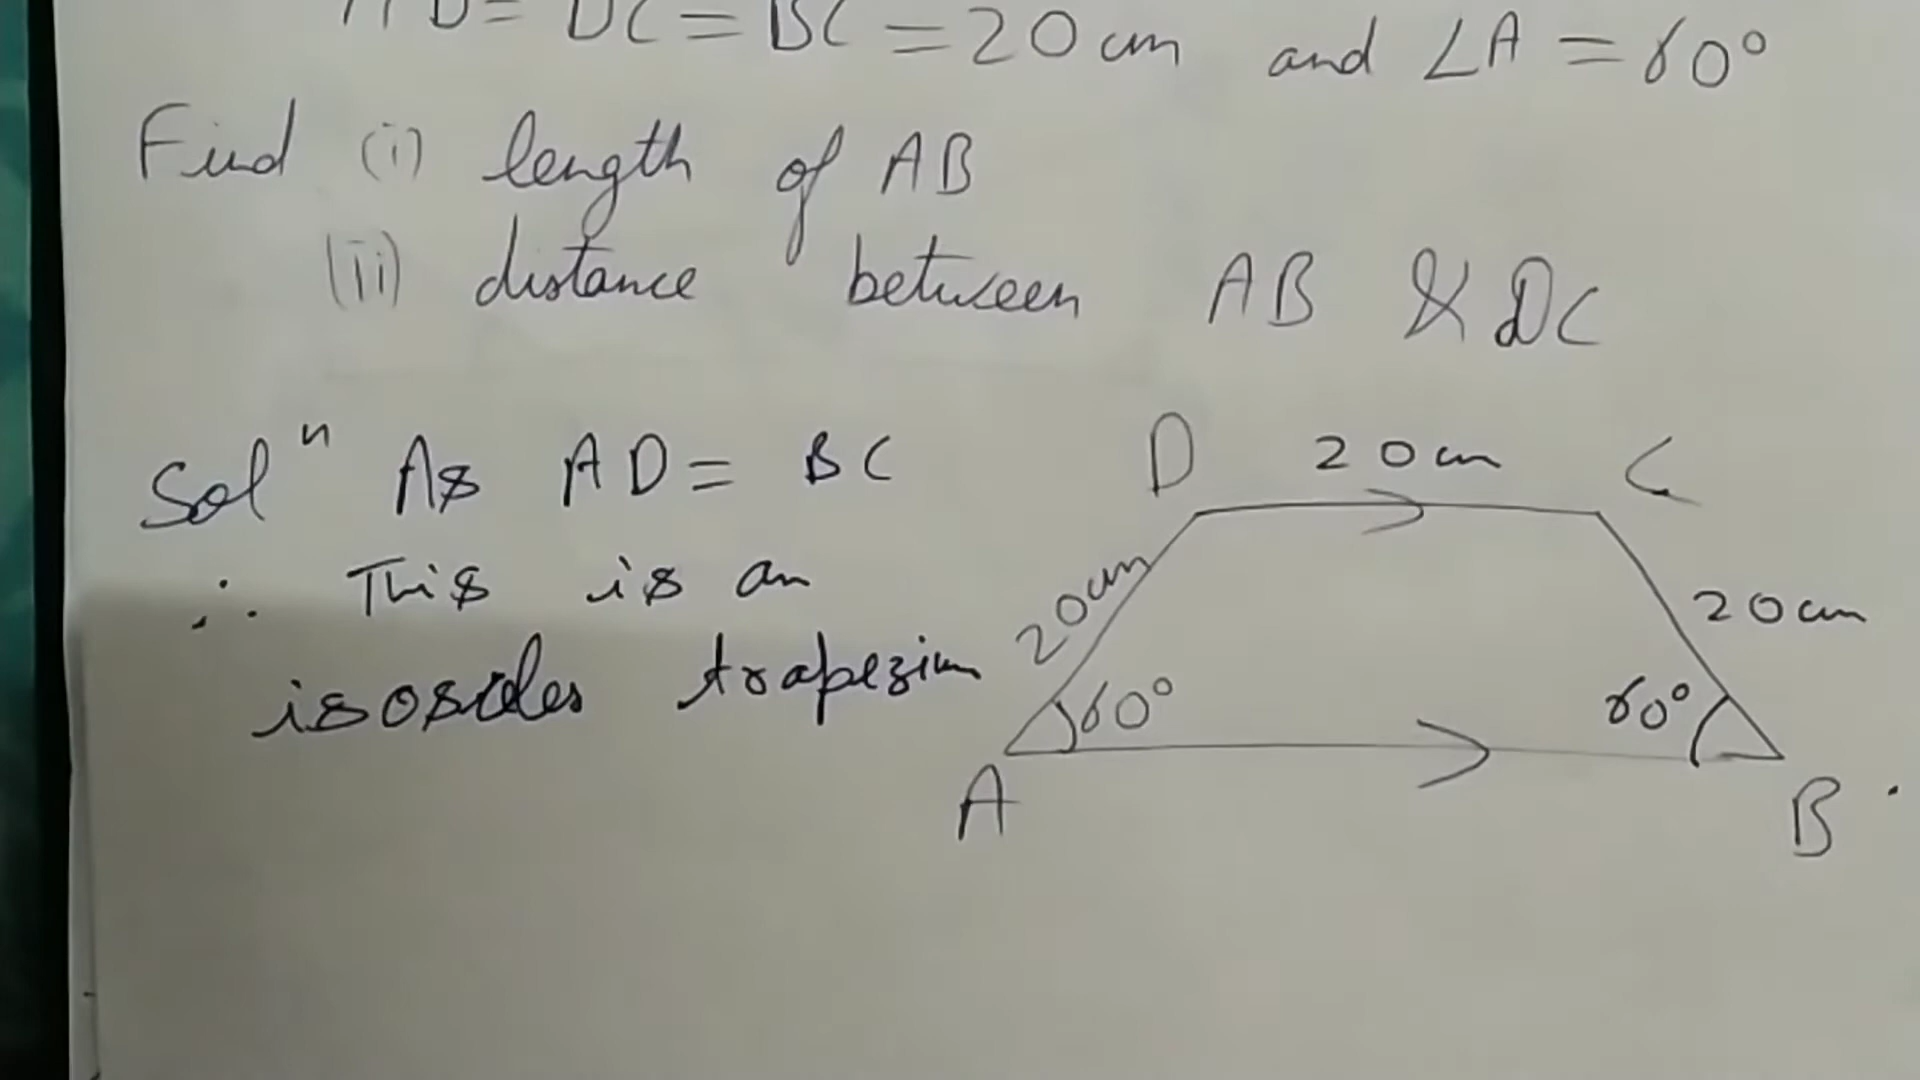 AD = DC = BC = 20 cm and ∠A = 60°
Find (i) length of AB
(ii) distance between AB & DC
Solⁿ As AD = BC
∴ This is an
isosceles trapezium
D 20 cm C
20 cm
20 cm
60°
60°
A
B